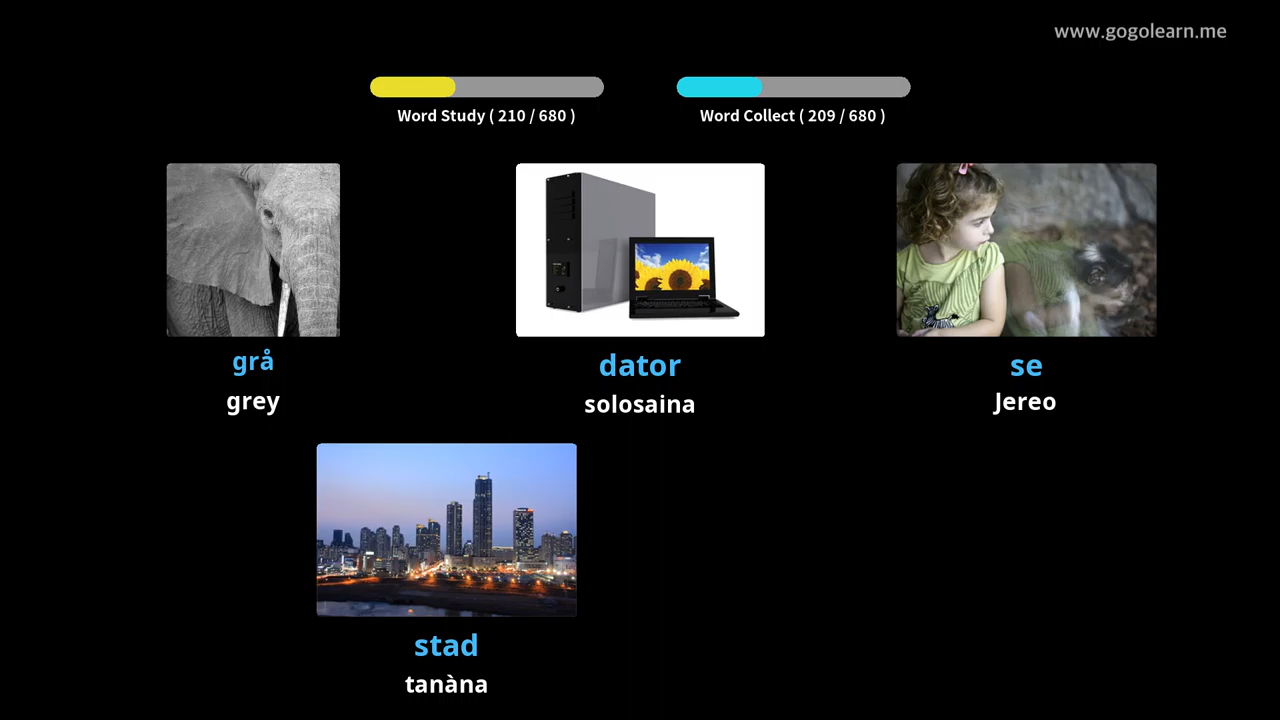 www.gogolearn.me
Word Study ( 210 / 680 )
Word Collect ( 209 / 680 )
grå
grey
dator
solosaina
se
Jereo
stad
tanàna